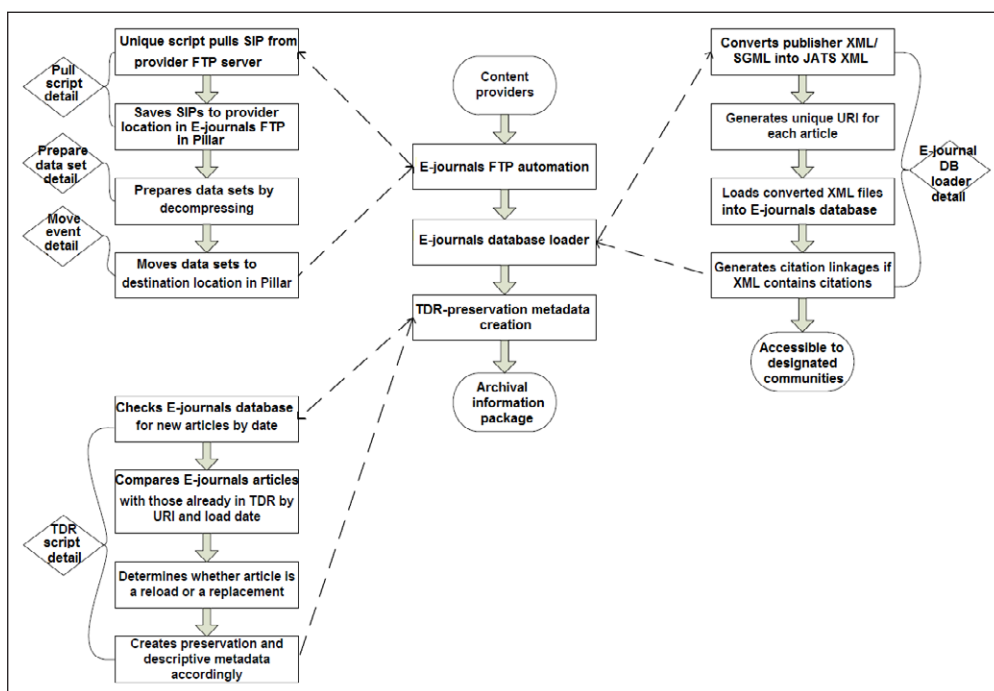 Unique script pulls SIP from
provider FTP server
Pull
script
detail
Saves SIPs to provider
location in E-journals FTP
in Pillar
Prepare
data set
detail
Prepares data sets by
decompressing
Move
event
detail
Moves data sets to
destination location in Pillar
Content
providers
E-journals FTP automation
E-journals database loader
TDR-preservation metadata
creation
Archival
information
package
Converts publisher XML/
SGML into JATS XML
Generates unique URI for
each article
E-journal
DB
loader
detail
Loads converted XML files
into E-journals database
Generates citation linkages if
XML contains citations
Accessible to
designated
communities
Checks E-journals database
for new articles by date
Compares E-journals articles
with those already in TDR by
URI and load date
TDR
script
detail
Determines whether article is
a reload or a replacement
Creates preservation and
descriptive metadata
accordingly